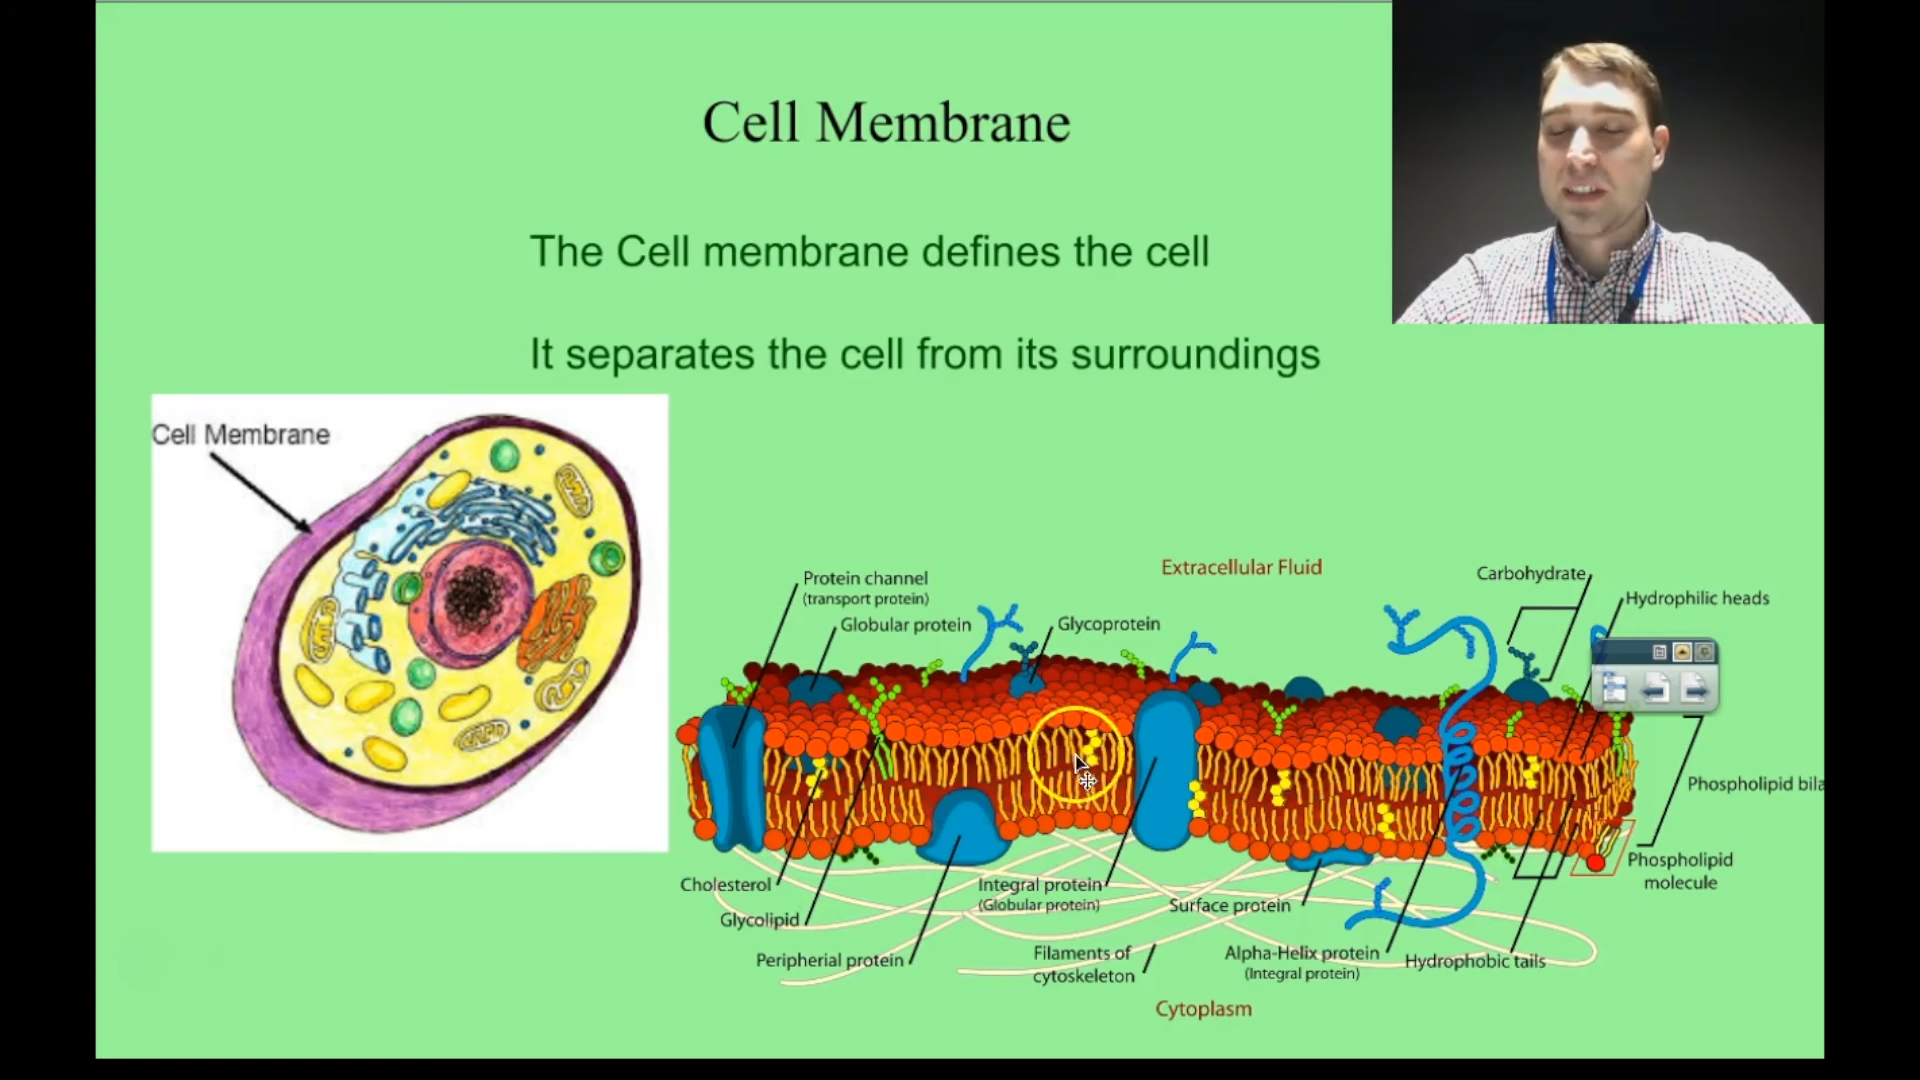 Cell Membrane
The Cell membrane defines the cell
It separates the cell from its surroundings
Cell Membrane
Extracellular Fluid
Protein channel
(transport protein)
Globular protein
Glycoprotein
Carbohydrate
Hydrophilic heads
Phospholipid bila
Phospholipid
molecule
Cholesterol
Glycolipid
Peripherial protein
Integral protein
(Globular protein)
Filaments of
cytoskeleton
Surface protein
Alpha-Helix protein
(Integral protein)
Hydrophobic tails
Cytoplasm